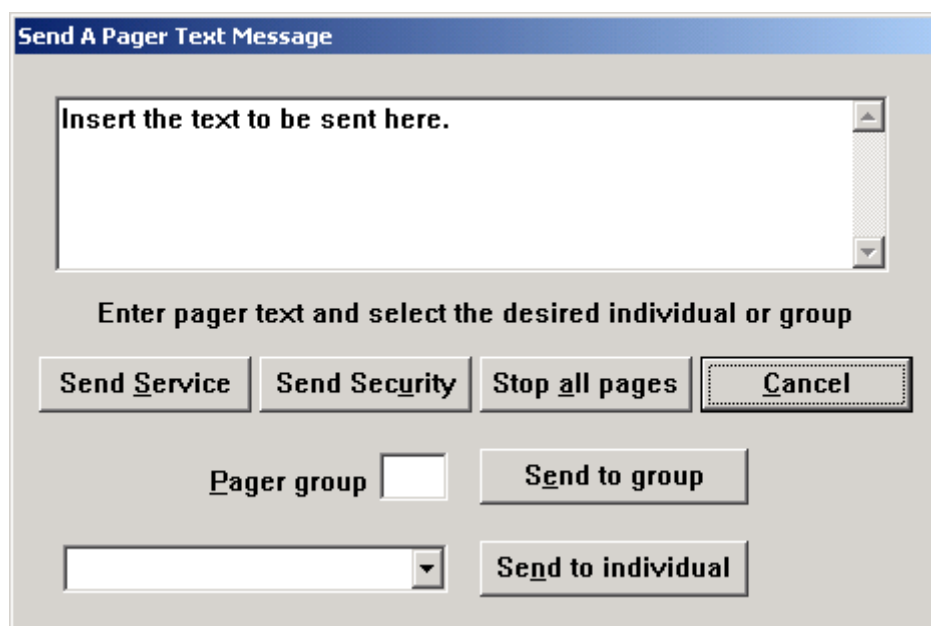 Send A Pager Text Message
Insert the text to be sent here.
Enter pager text and select the desired individual or group
Send Service Send Security Stop all pages Cancel
Pager group Send to group
Send to individual